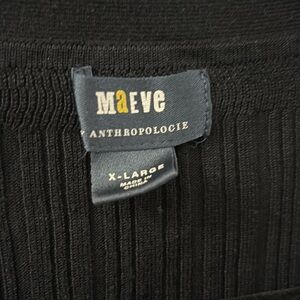 MaEVe
Y ANTHROPOLOGIE
X-LARGE
MADE IN
CHINA